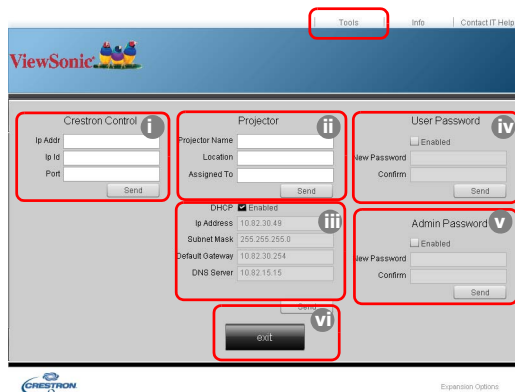 Tools Info Contact IT Help
ViewSonic
Crestron Control i
Ip Addr
Ip Id
Port
Send
Projector ii
Projector Name
Location
Assigned To
Send
DHCP Enabled iii
Ip Address 10.82.30.49
Subnet Mask 255.255.255.0
Default Gateway 10.82.30.254
DNS Server 10.82.15.15
Send
User Password iv
Enabled
New Password
Confirm
Send
Admin Password v
Enabled
New Password
Confirm
Send
exit vi
CRESTRON
Expansion Options